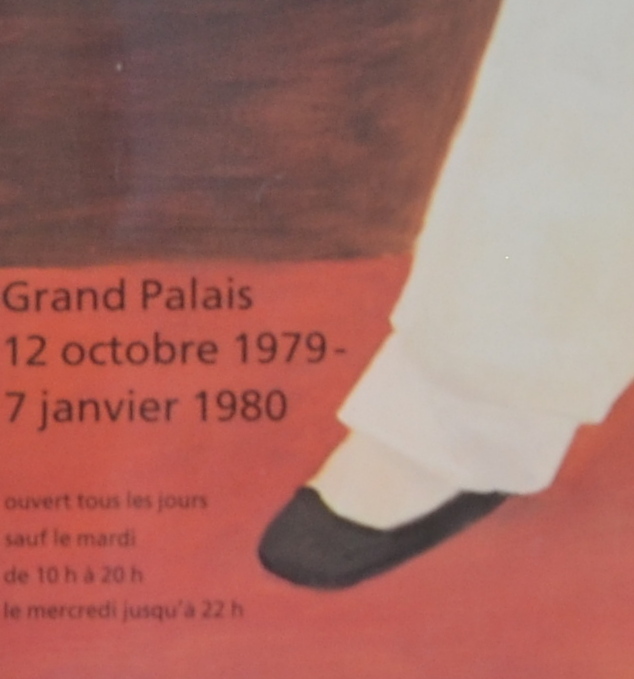 Grand Palais
12 octobre 1979-
7 janvier 1980
ouvert tous les jours
sauf le mardi
de 10 h à 20 h
le mercredi jusqu'à 22 h